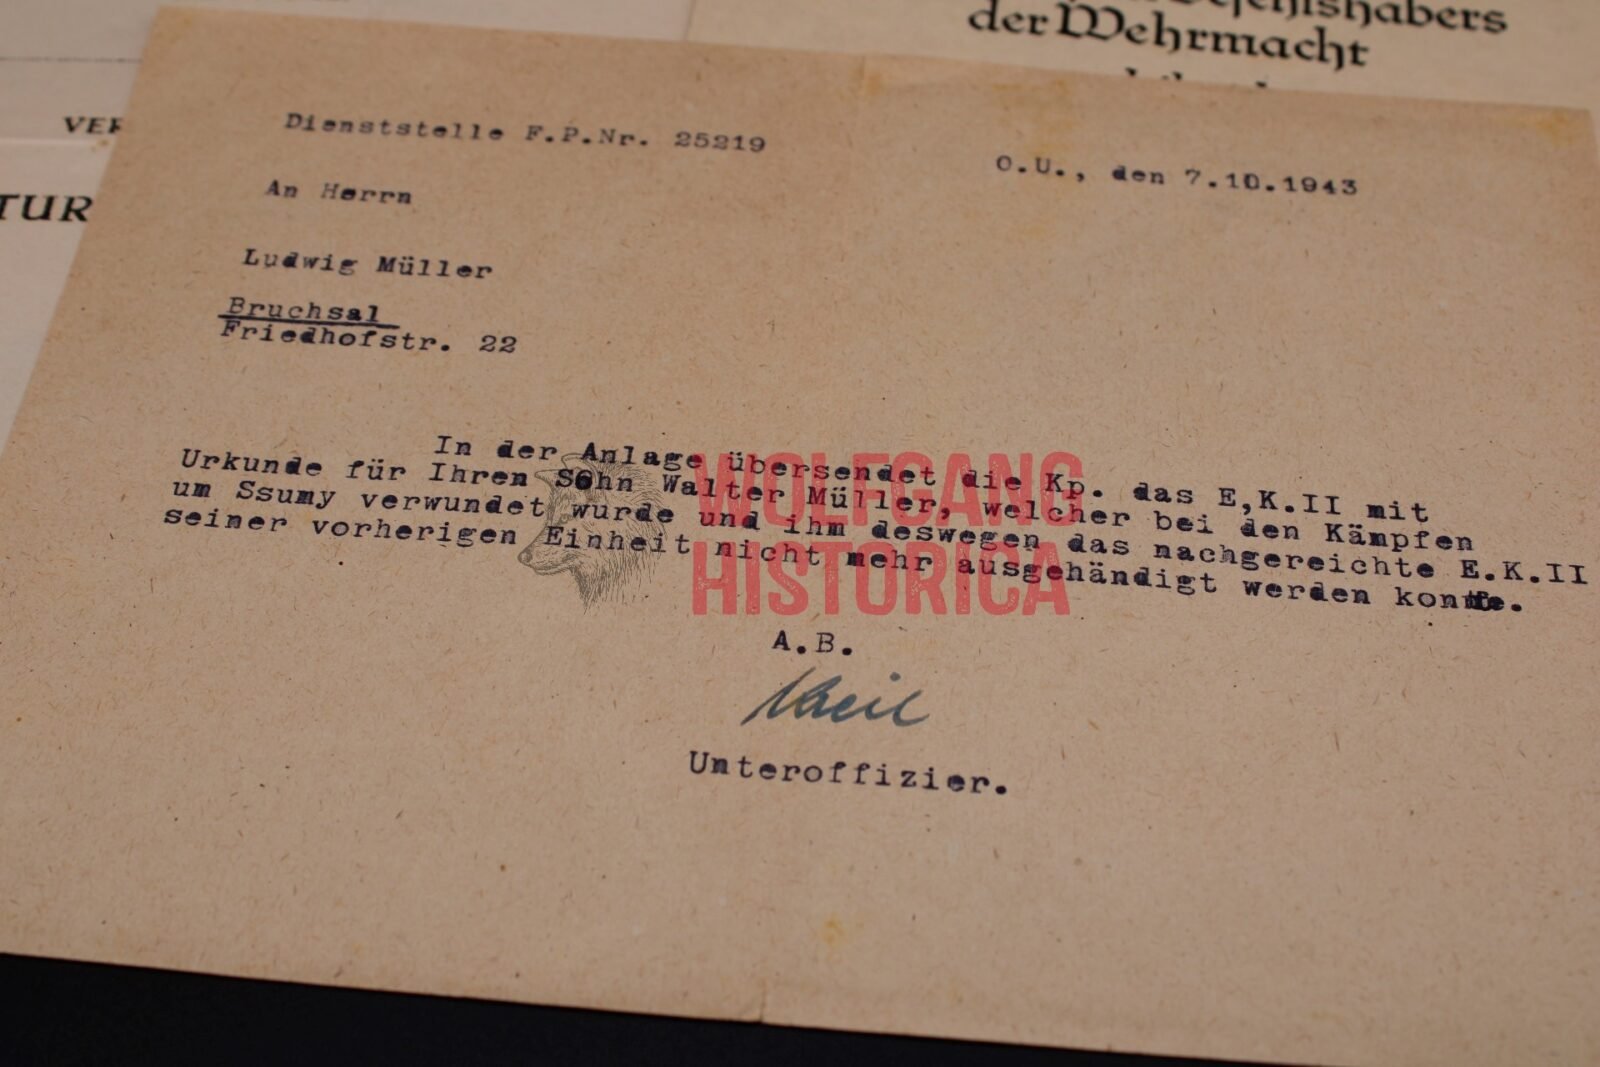 Befehlshabers
der Wehrmacht
VER
TUR
Dienststelle F.P.Nr. 25219
O.U., den 7.10.1943
An Herrn
Ludwig Müller
Bruchsal
Friedhofstr. 22
In der Anlage übersendet die Kp. das E,K.II mit
Urkunde für Ihren Sohn Walter Müller, welcher bei den Kämpfen
um Ssumy verwundet wurde und ihm deswegen das nachgereichte E.K.II
seiner vorherigen Einheit nicht mehr ausgehändigt werden konnte.
WOLFGANG
HISTORICA
A.B.
Keil
Unteroffizier.